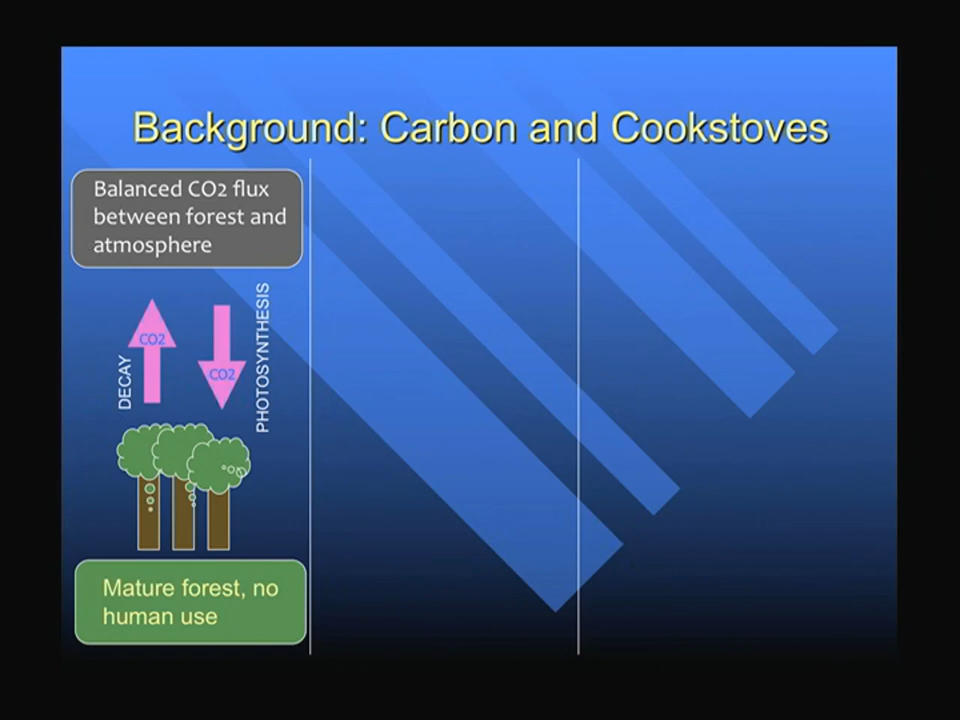 Background: Carbon and Cookstoves
Balanced CO2 flux
between forest and
atmosphere
CO2
CO2
DECAY
PHOTOSYNTHESIS
Mature forest, no
human use